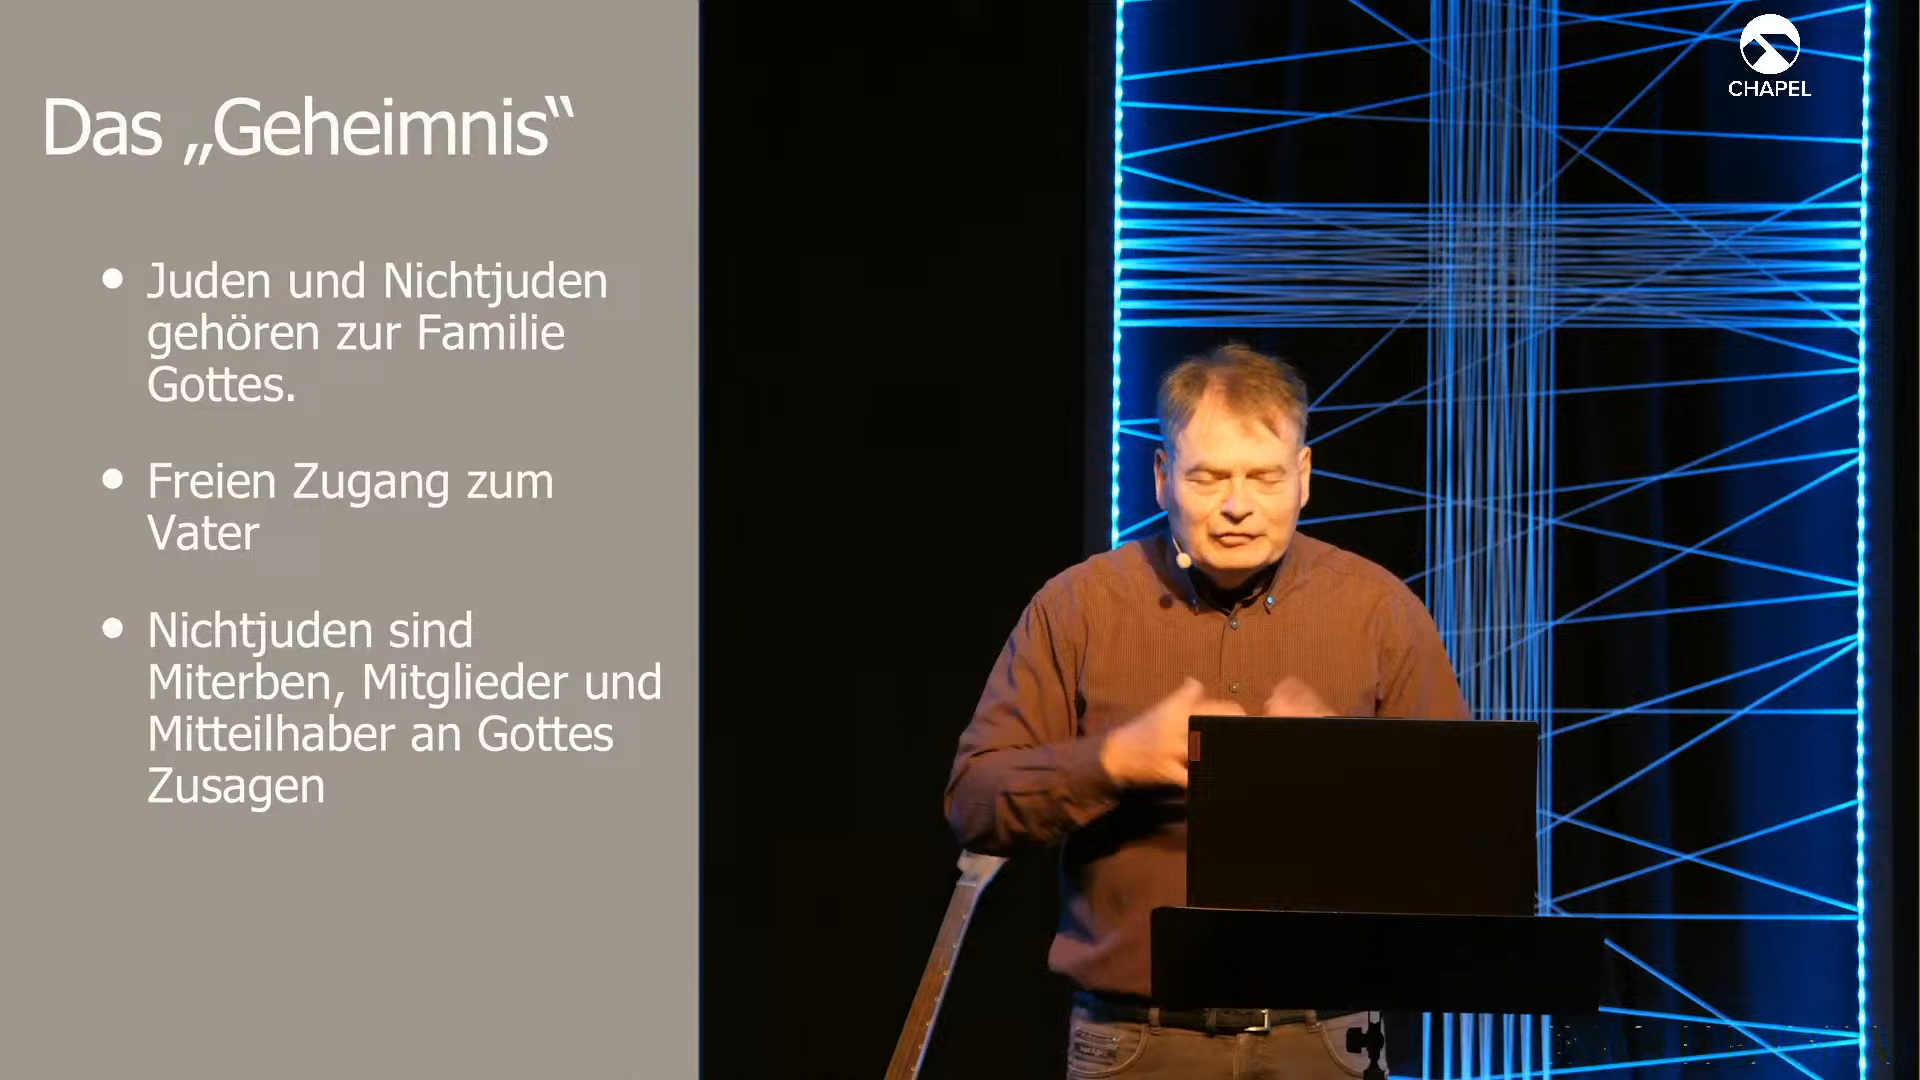 Das „Geheimnis“
• Juden und Nichtjuden
gehören zur Familie
Gottes.
• Freien Zugang zum
Vater
• Nichtjuden sind
Miterben, Mitglieder und
Mitteilhaber an Gottes
Zusagen
CHAPEL